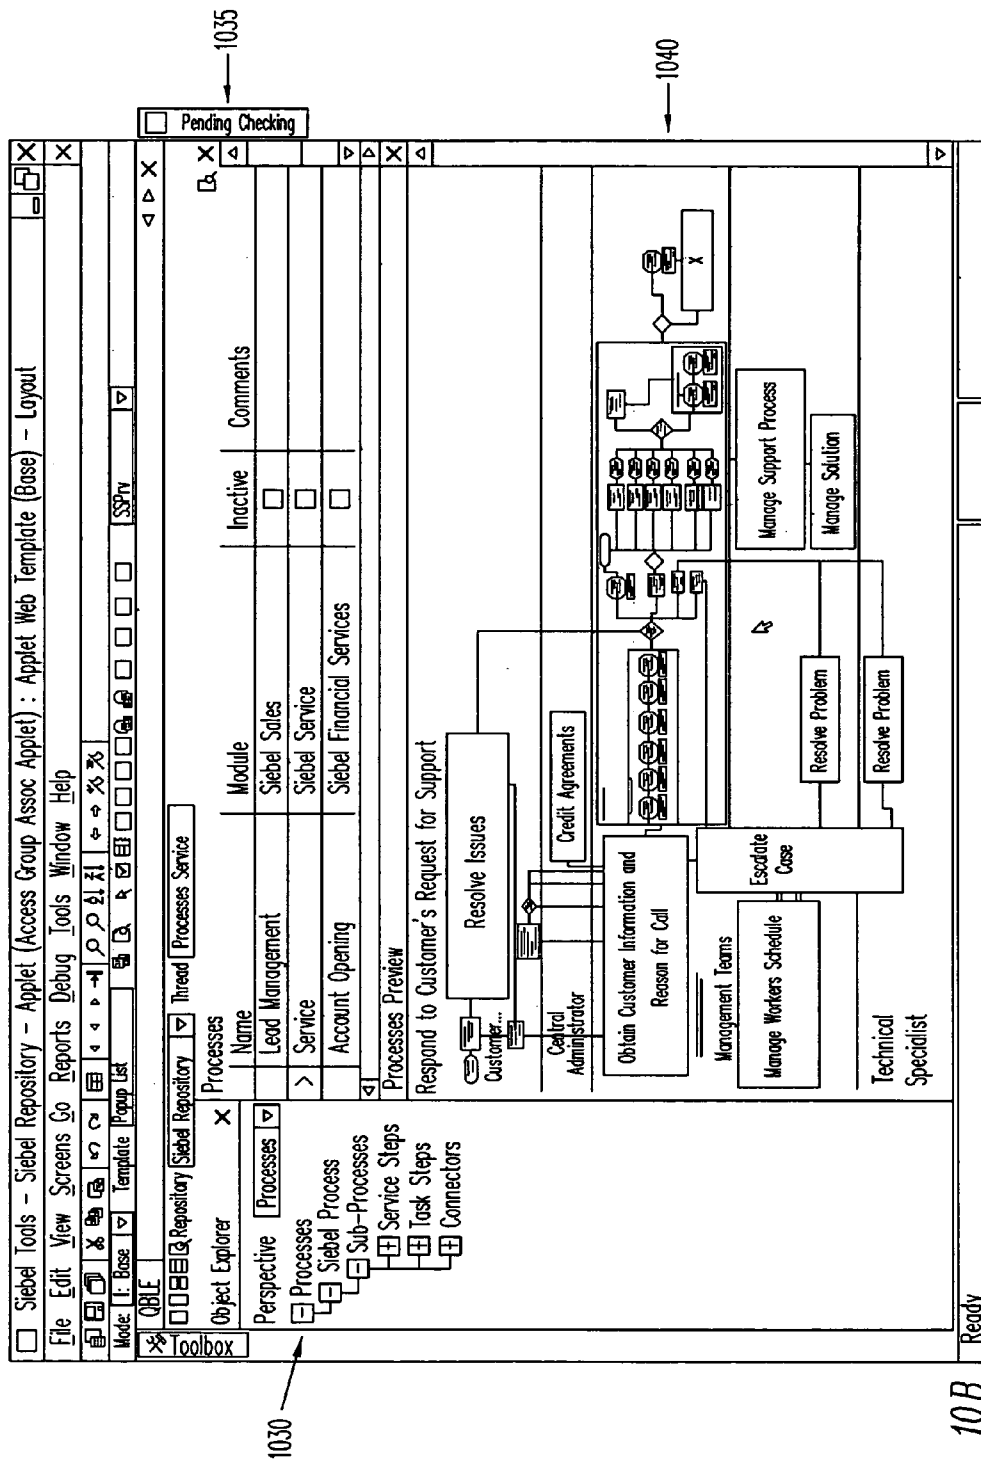 Siebel Tools - Siebel Repository - Applet (Access Group Assoc Applet) : Applet Web Template (Base) - Layout
File Edit View Screens Go Reports Debug Tools Window Help
Mode: 1: Base Template Popup List SSPrv
QBLE
Toolbox
Repository Siebel Repository Thread Processes Service
Object Explorer
Perspective Processes
Processes
Siebel Process
Sub-Processes
Service Steps
Task Steps
Connectors
Processes
Name Module Inactive Comments
Lead Management Siebel Sales
> Service Siebel Service
Account Opening Siebel Financial Services
Pending Checking
Processes Preview
Respond to Customer's Request for Support
Customer...
Resolve Issues
Central
Administrator
Credit Agreements
Obtain Customer Information and
Reason for Call
X
Management Teams
Manage Workers Schedule
Escalate
Case
Resolve Problem
Manage Support Process
Manage Solution
Technical
Specialist
Resolve Problem
Ready
1030
1035
1040
10B